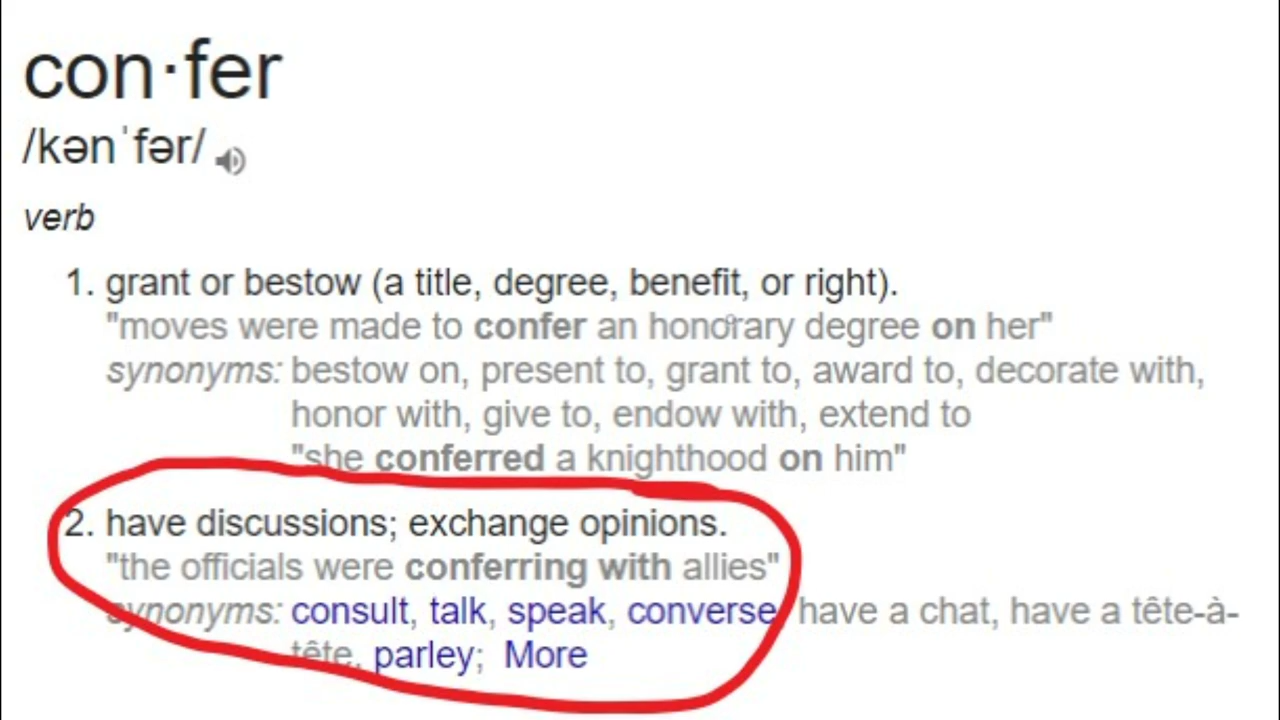 con·fer
/kənˈfər/
verb
1. grant or bestow (a title, degree, benefit, or right).
"moves were made to confer an honorary degree on her"
synonyms: bestow on, present to, grant to, award to, decorate with,
honor with, give to, endow with, extend to
"she conferred a knighthood on him"
2. have discussions; exchange opinions.
"the officials were conferring with allies"
synonyms: consult, talk, speak, converse, have a chat, have a tête-à-
tête, parley; More